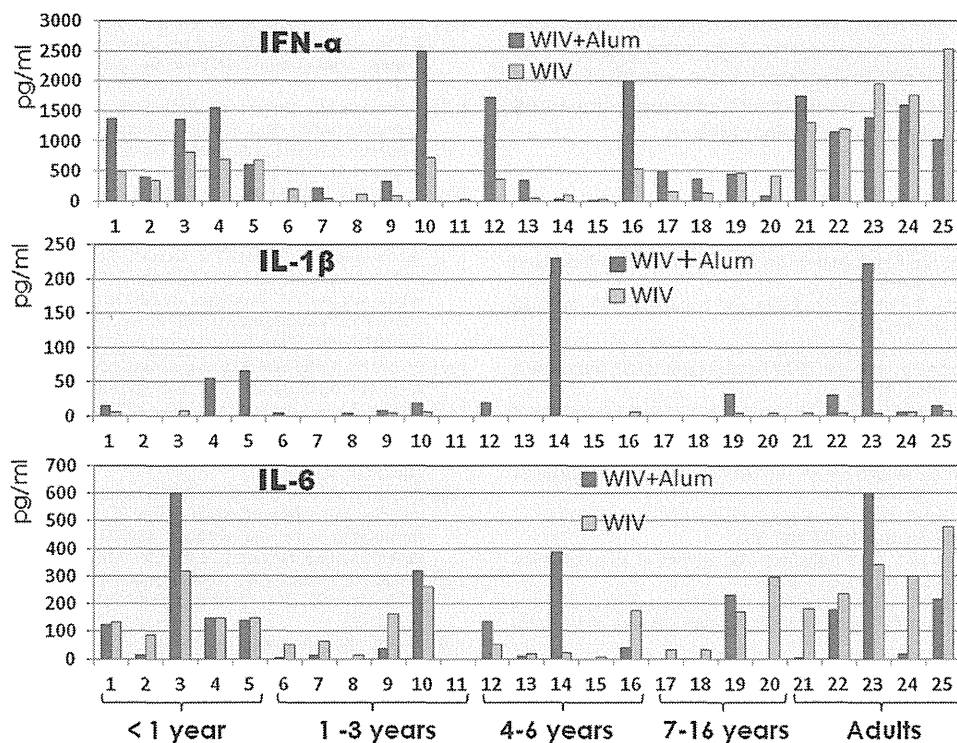 3000
IFN-α
WIV+Alum
2500
WIV
2000
pg/ml
1500
1000
500
0
1 2 3 4 5 6 7 8 9 10 11 12 13 14 15 16 17 18 19 20 21 22 23 24 25
250
IL-1β
WIV+Alum
200
WIV
pg/ml
150
100
50
0
1 2 3 4 5 6 7 8 9 10 11 12 13 14 15 16 17 18 19 20 21 22 23 24 25
700
IL-6
WIV+Alum
600
pg/ml
500
WIV
400
300
200
100
0
1 2 3 4 5 6 7 8 9 10 11 12 13 14 15 16 17 18 19 20 21 22 23 24 25
< 1 year 1 -3 years 4-6 years 7-16 years Adults